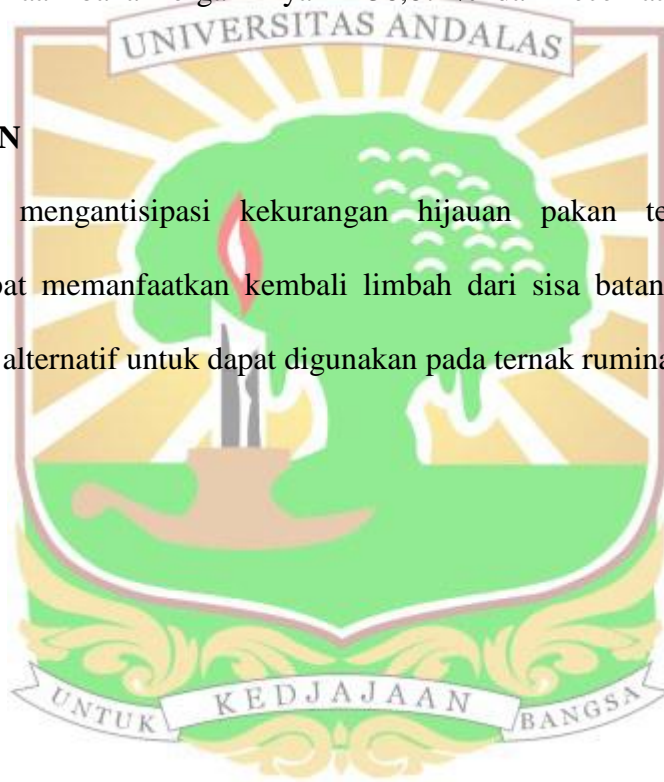 UNIVERSITAS ANDALAS
N
mengantisipasi kekurangan hijauan pakan te
at memanfaatkan kembali limbah dari sisa batan
alternatif untuk dapat digunakan pada ternak rumina
UNTUK KEDJAJAAN BANGSA